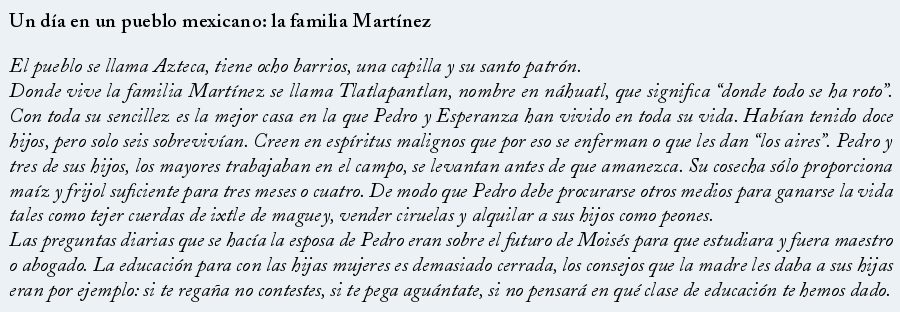 Un día en un pueblo mexicano: la familia Martínez
El pueblo se llama Azteca, tiene ocho barrios, una capilla y su santo patrón.
Donde vive la familia Martínez se llama Tlatlapantlan, nombre en náhuatl, que significa “donde todo se ha roto”.
Con toda su sencillez es la mejor casa en la que Pedro y Esperanza han vivido en toda su vida. Habían tenido doce
hijos, pero solo seis sobrevivían. Creen en espíritus malignos que por eso se enferman o que les dan “los aires”. Pedro y
tres de sus hijos, los mayores trabajaban en el campo, se levantan antes de que amanezca. Su cosecha sólo proporciona
maíz y frijol suficiente para tres meses o cuatro. De modo que Pedro debe procurarse otros medios para ganarse la vida
tales como tejer cuerdas de ixtle de maguey, vender ciruelas y alquilar a sus hijos como peones.
Las preguntas diarias que se hacía la esposa de Pedro eran sobre el futuro de Moisés para que estudiara y fuera maestro
o abogado. La educación para con las hijas mujeres es demasiado cerrada, los consejos que la madre les daba a sus hijas
eran por ejemplo: si te regaña no contestes, si te pega aguántate, si no pensará en qué clase de educación te hemos dado.